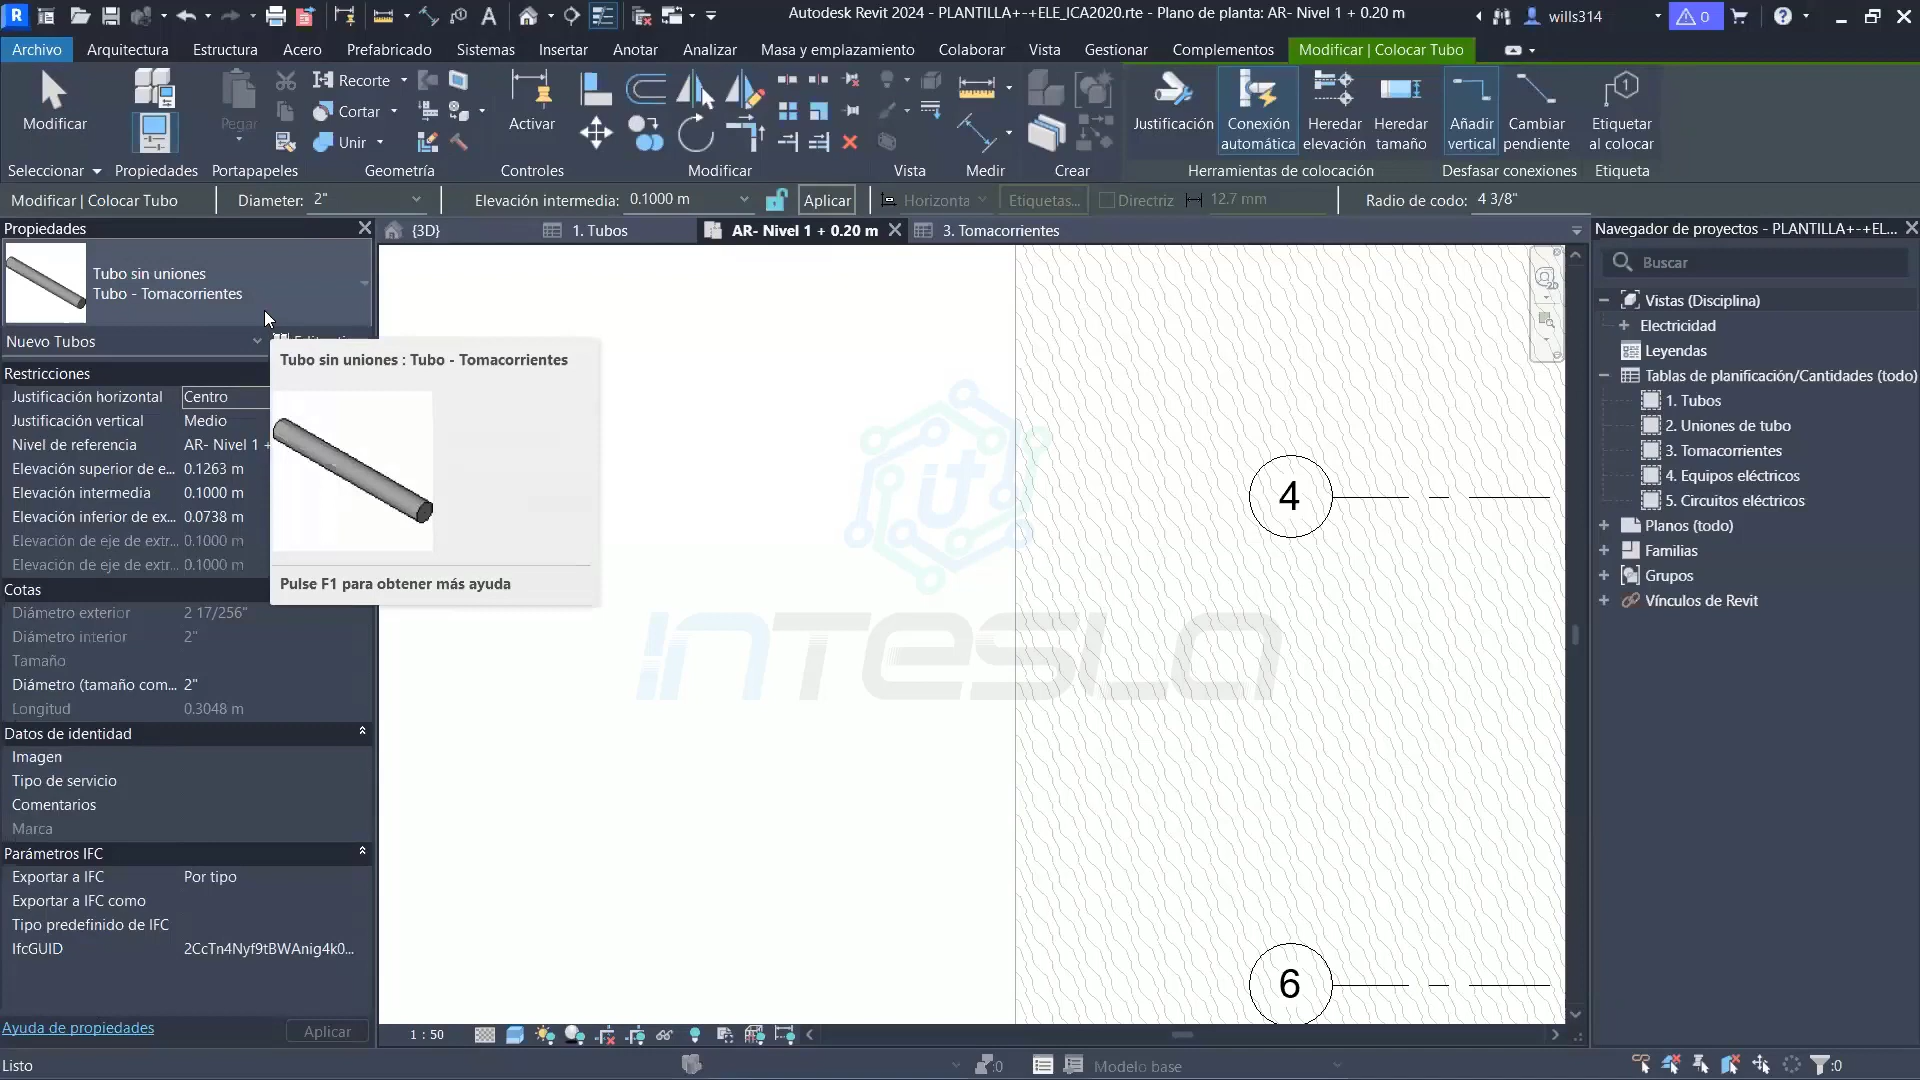 Autodesk Revit 2024 - PLANTILLA+-+ELE_ICA2020.rte - Plano de planta: AR- Nivel 1 + 0.20 m
wills314
0
Archivo Arquitectura Estructura Acero Prefabricado Sistemas Insertar Anotar Analizar Masa y emplazamiento Colaborar Vista Gestionar Complementos Modificar | Colocar Tubo
Modificar
Pegar
Recorte
Cortar
Unir
Activar
Justificación
Conexión automática
Heredar elevación
Heredar tamaño
Añadir vertical
Cambiar pendiente
Etiquetar al colocar
Seleccionar Propiedades Portapapeles Geometría Controles Modificar Vista Medir Crear Herramientas de colocación Desfasar conexiones Etiqueta
Modificar | Colocar Tubo Diameter: 2" Elevación intermedia: 0.1000 m Aplicar Horizonta Etiquetas... Directriz 12.7 mm Radio de codo: 4 3/8"
Propiedades
Tubo sin uniones
Tubo - Tomacorrientes
Nuevo Tubos
Restricciones
Justificación horizontal Centro
Justificación vertical Medio
Nivel de referencia AR- Nivel 1 +
Elevación superior de e... 0.1263 m
Elevación intermedia 0.1000 m
Elevación inferior de ex... 0.0738 m
Elevación de eje de extr... 0.1000 m
Elevación de eje de extr... 0.1000 m
Cotas
Diámetro exterior 2 17/256"
Diámetro interior 2"
Tamaño
Diámetro (tamaño com... 2"
Longitud 0.3048 m
Datos de identidad
Imagen
Tipo de servicio
Comentarios
Marca
Parámetros IFC
Exportar a IFC Por tipo
Exportar a IFC como
Tipo predefinido de IFC
IfcGUID 2CcTn4Nyf9tBWAnig4k0...
Ayuda de propiedades Aplicar
Tubo sin uniones : Tubo - Tomacorrientes
Pulse F1 para obtener más ayuda
{3D} 1. Tubos AR- Nivel 1 + 0.20 m 3. Tomacorrientes
4
6
it
INTESLA
1 : 50
Navegador de proyectos - PLANTILLA+-+EL...
Buscar
Vistas (Disciplina)
Electricidad
Leyendas
Tablas de planificación/Cantidades (todo)
1. Tubos
2. Uniones de tubo
3. Tomacorrientes
4. Equipos eléctricos
5. Circuitos eléctricos
Planos (todo)
Familias
Grupos
Vínculos de Revit
Listo :0 Modelo base :0